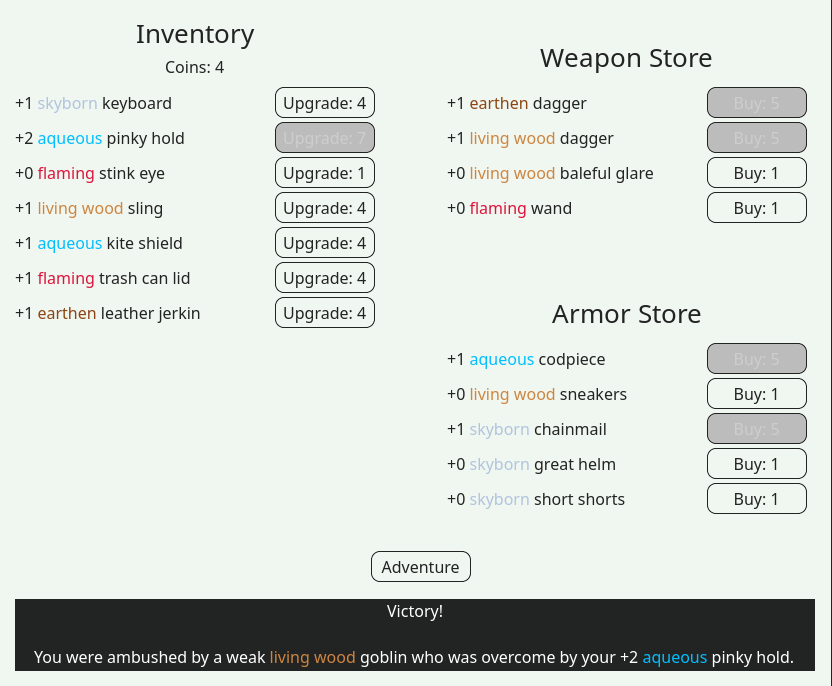 Inventory
Coins: 4
+1 skyborn keyboard Upgrade: 4
+2 aqueous pinky hold Upgrade: 7
+0 flaming stink eye Upgrade: 1
+1 living wood sling Upgrade: 4
+1 aqueous kite shield Upgrade: 4
+1 flaming trash can lid Upgrade: 4
+1 earthen leather jerkin Upgrade: 4
Weapon Store
+1 earthen dagger Buy: 5
+1 living wood dagger Buy: 5
+0 living wood baleful glare Buy: 1
+0 flaming wand Buy: 1
Armor Store
+1 aqueous codpiece Buy: 5
+0 living wood sneakers Buy: 1
+1 skyborn chainmail Buy: 5
+0 skyborn great helm Buy: 1
+0 skyborn short shorts Buy: 1
Adventure
Victory!
You were ambushed by a weak living wood goblin who was overcome by your +2 aqueous pinky hold.